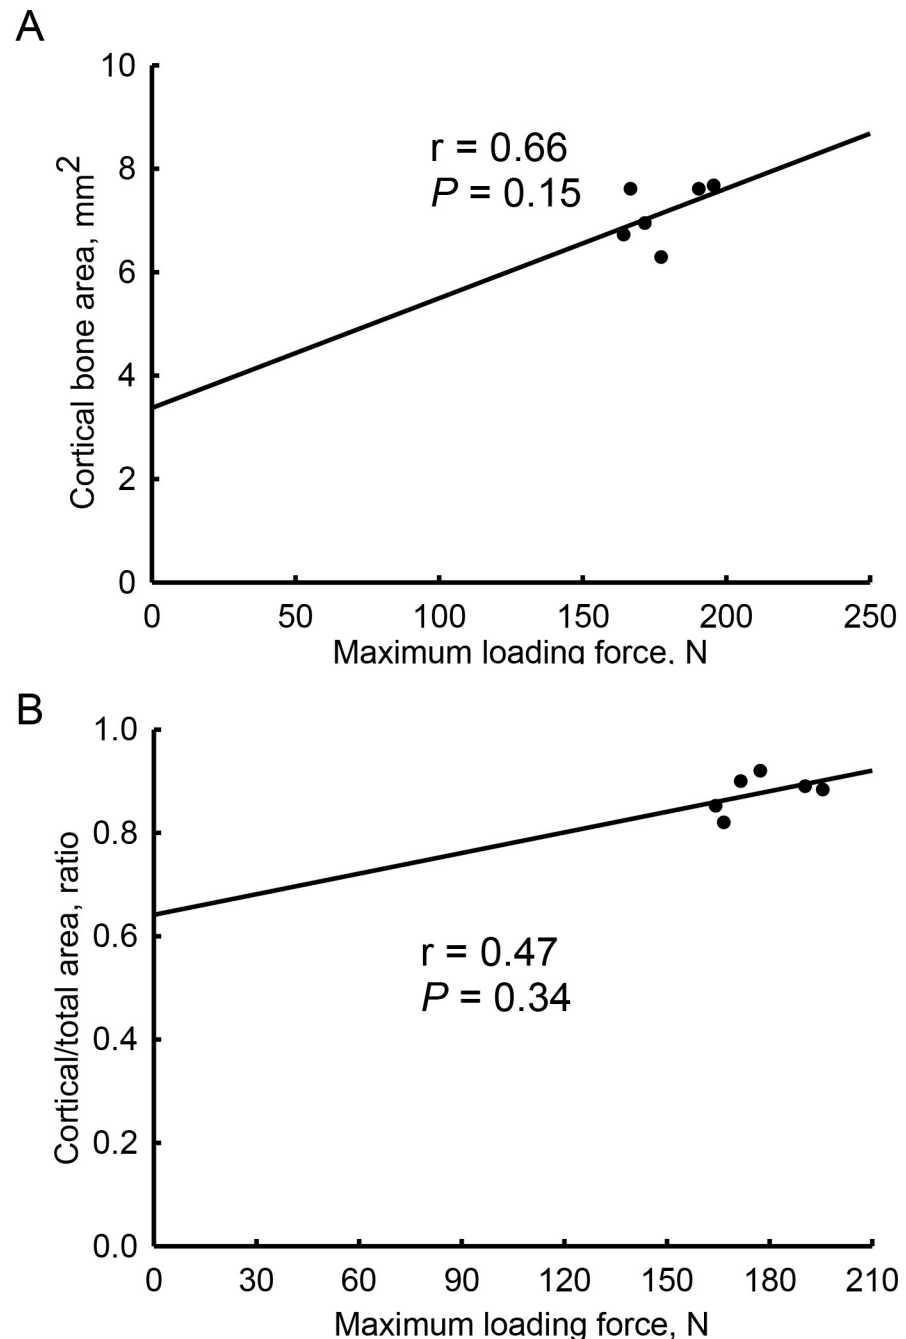 A
10
8
6
4
2
0
Cortical bone area, mm²
r = 0.66
P = 0.15
0 50 100 150 200 250
Maximum loading force, N
B
1.0
0.8
0.6
0.4
0.2
0.0
Cortical/total area, ratio
r = 0.47
P = 0.34
0 30 60 90 120 150 180 210
Maximum loading force, N